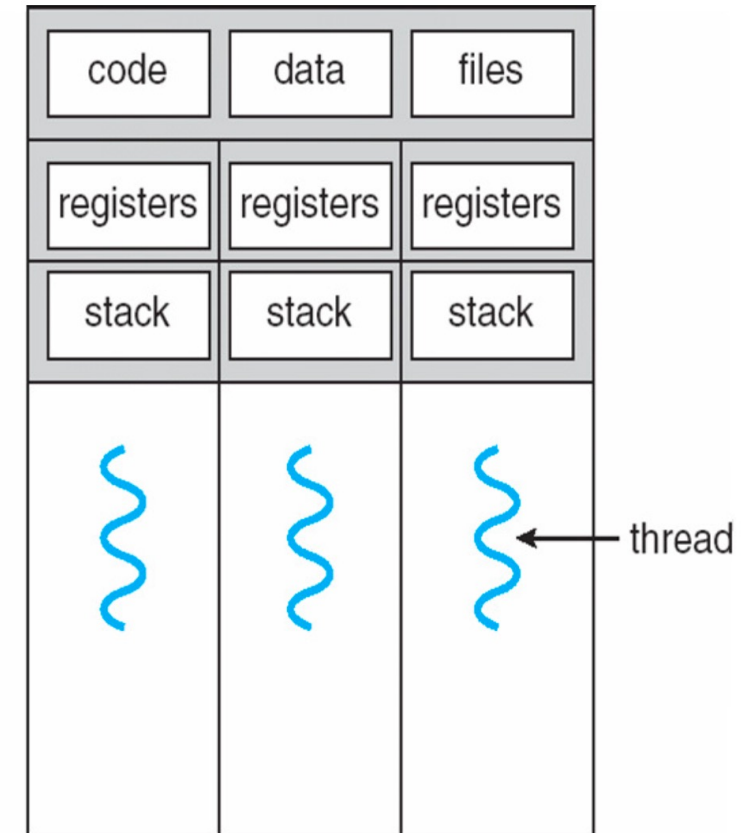 code data files
registers registers registers
stack stack stack
thread